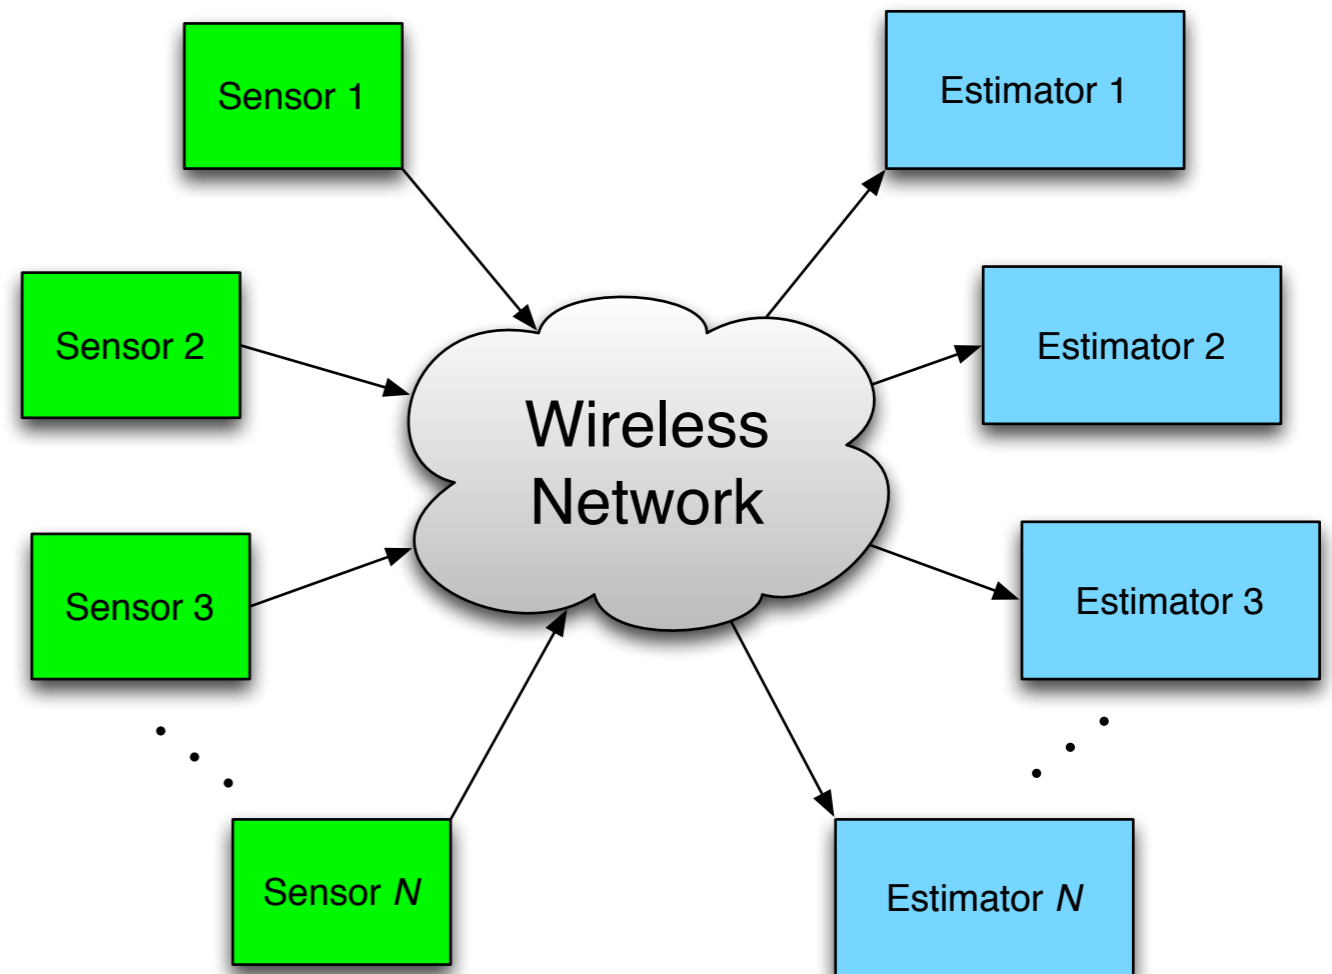 Sensor 1
Estimator 1
Sensor 2
Estimator 2
Wireless
Network
Sensor 3
Estimator 3
Sensor N
Estimator N